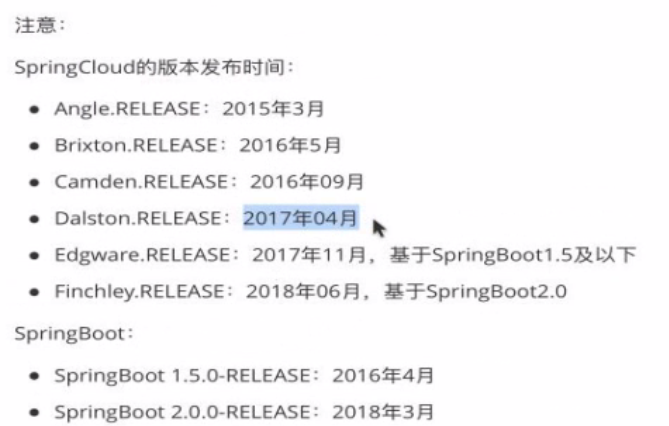 注意：
SpringCloud的版本发布时间：
Angle.RELEASE：2015年3月
Brixton.RELEASE：2016年5月
Camden.RELEASE：2016年09月
Dalston.RELEASE：2017年04月
Edgware.RELEASE：2017年11月，基于SpringBoot1.5及以下
Finchley.RELEASE：2018年06月，基于SpringBoot2.0
SpringBoot：
SpringBoot 1.5.0-RELEASE：2016年4月
SpringBoot 2.0.0-RELEASE：2018年3月